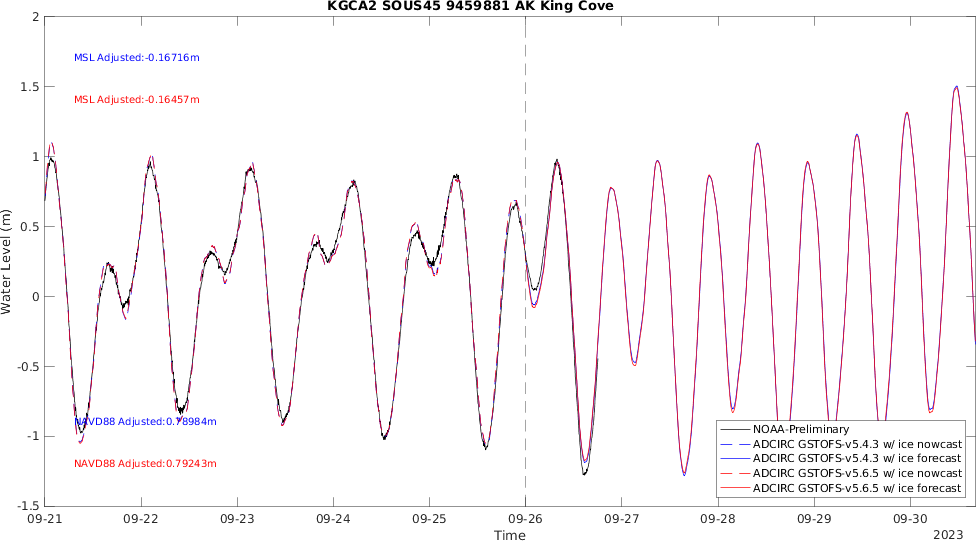 KGCA2 SOUS45 9459881 AK King Cove
2
1.5
1
0.5
0
-0.5
-1
-1.5
Water Level (m)
MSL Adjusted:-0.16716m
MSL Adjusted:-0.16457m
NAVD88 Adjusted:0.78984m
NAVD88 Adjusted:0.79243m
NOAA-Preliminary
ADCIRC GSTOFS-v5.4.3 w/ ice nowcast
ADCIRC GSTOFS-v5.4.3 w/ ice forecast
ADCIRC GSTOFS-v5.6.5 w/ ice nowcast
ADCIRC GSTOFS-v5.6.5 w/ ice forecast
09-21 09-22 09-23 09-24 09-25 09-26 09-27 09-28 09-29 09-30
Time
2023